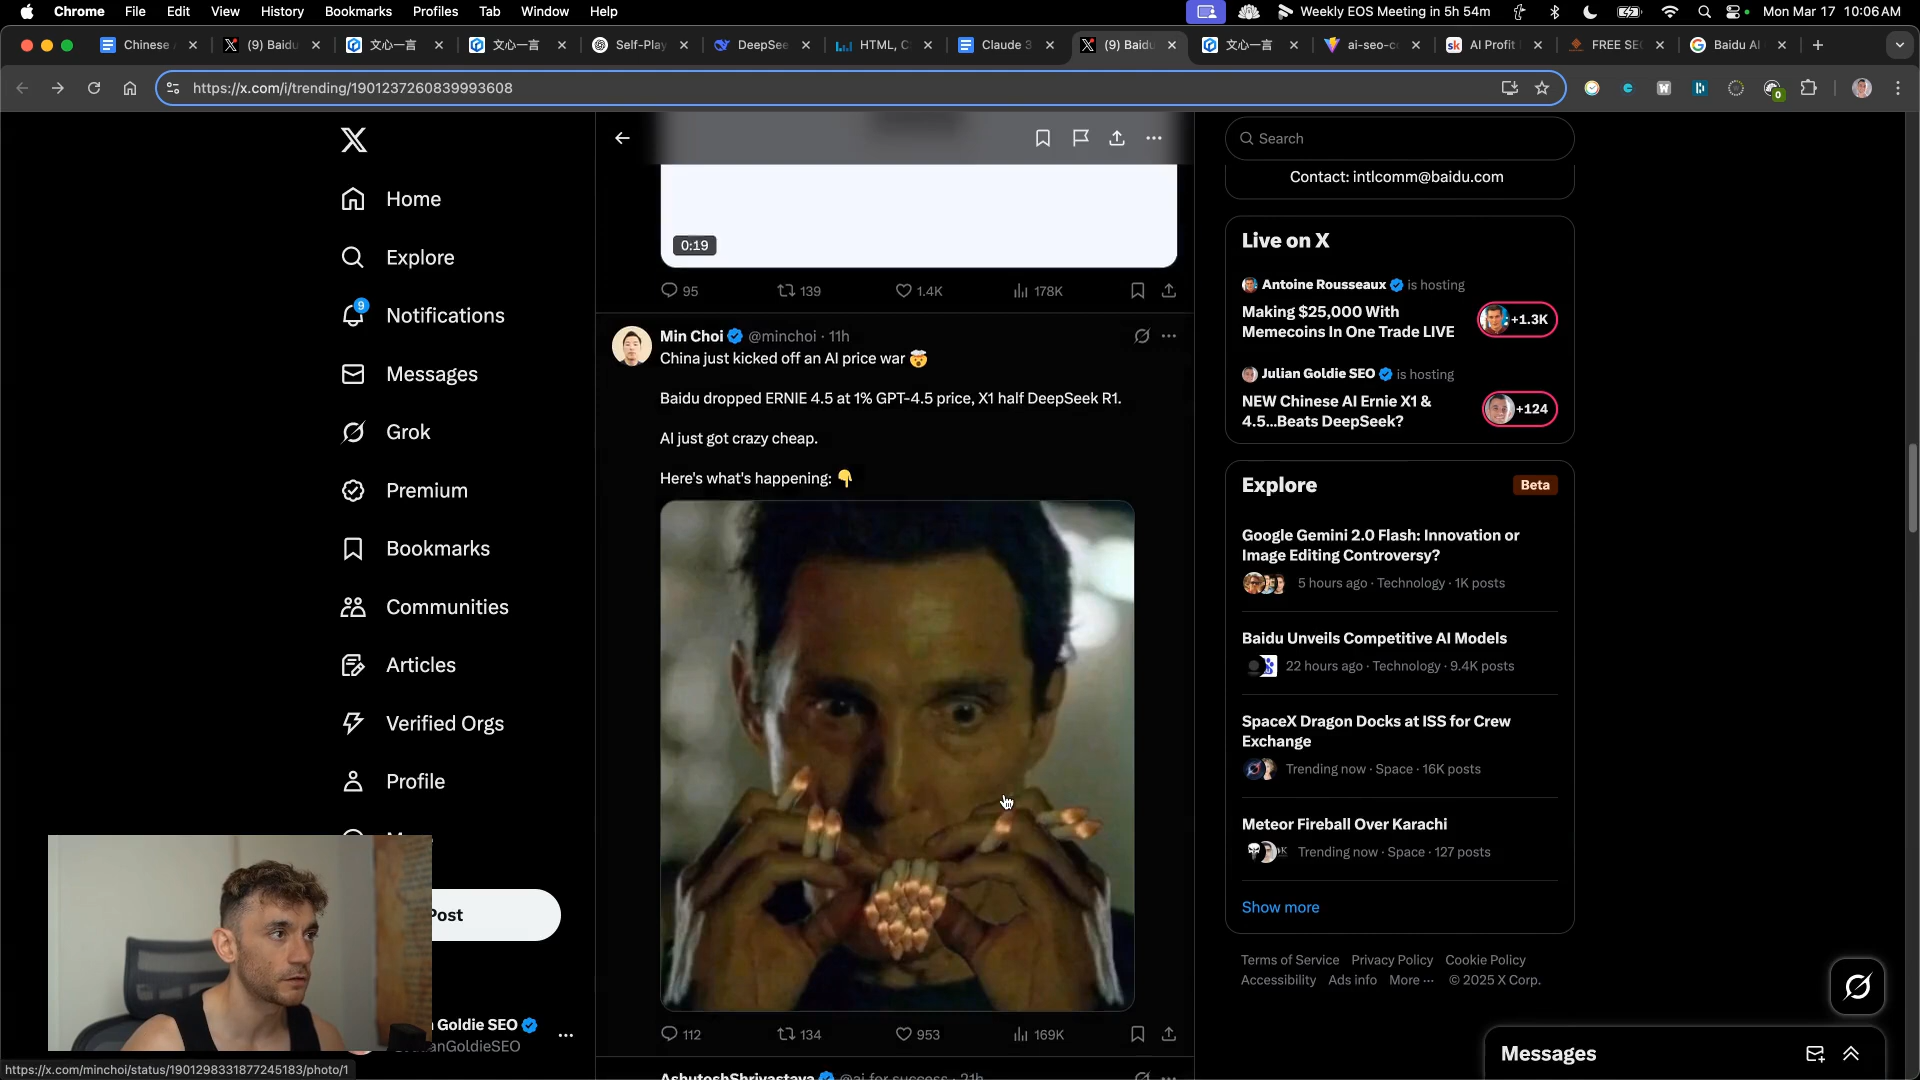 Chrome File Edit View History Bookmarks Profiles Tab Window Help
Weekly EOS Meeting in 5h 54m
Mon Mar 17 10:06 AM
Chinese
(9) Baidu
文心一言
文心一言
Self-Play
DeepSee
HTML, C
Claude 3
(9) Baidu
文心一言
ai-seo-co
AI Profit
FREE SE
Baidu AI
https://x.com/i/trending/1901237260839993608
0
Home
Explore
9
Notifications
Messages
Grok
Premium
Bookmarks
Communities
Articles
Verified Orgs
Profile
Post
Goldie SEO
anGoldieSEO
https://x.com/minchoi/status/1901298331877245183/photo/1
0:19
95 139 1.4K 178K
Min Choi @minchoi · 11h
China just kicked off an AI price war 🤯
Baidu dropped ERNIE 4.5 at 1% GPT-4.5 price, X1 half DeepSeek R1.
AI just got crazy cheap.
Here's what's happening: 👇
112 134 953 169K
AshutoshShrivastava @ai_for_success · 21h
Search
Contact: intlcomm@baidu.com
Live on X
Antoine Rousseaux is hosting
Making $25,000 With
Memecoins In One Trade LIVE
+1.3K
Julian Goldie SEO is hosting
NEW Chinese AI Ernie X1 &
4.5...Beats DeepSeek?
+124
Explore
Beta
Google Gemini 2.0 Flash: Innovation or
Image Editing Controversy?
5 hours ago · Technology · 1K posts
Baidu Unveils Competitive AI Models
22 hours ago · Technology · 9.4K posts
SpaceX Dragon Docks at ISS for Crew
Exchange
Trending now · Space · 16K posts
Meteor Fireball Over Karachi
Trending now · Space · 127 posts
Show more
Terms of Service Privacy Policy Cookie Policy
Accessibility Ads info More ··· © 2025 X Corp.
Messages